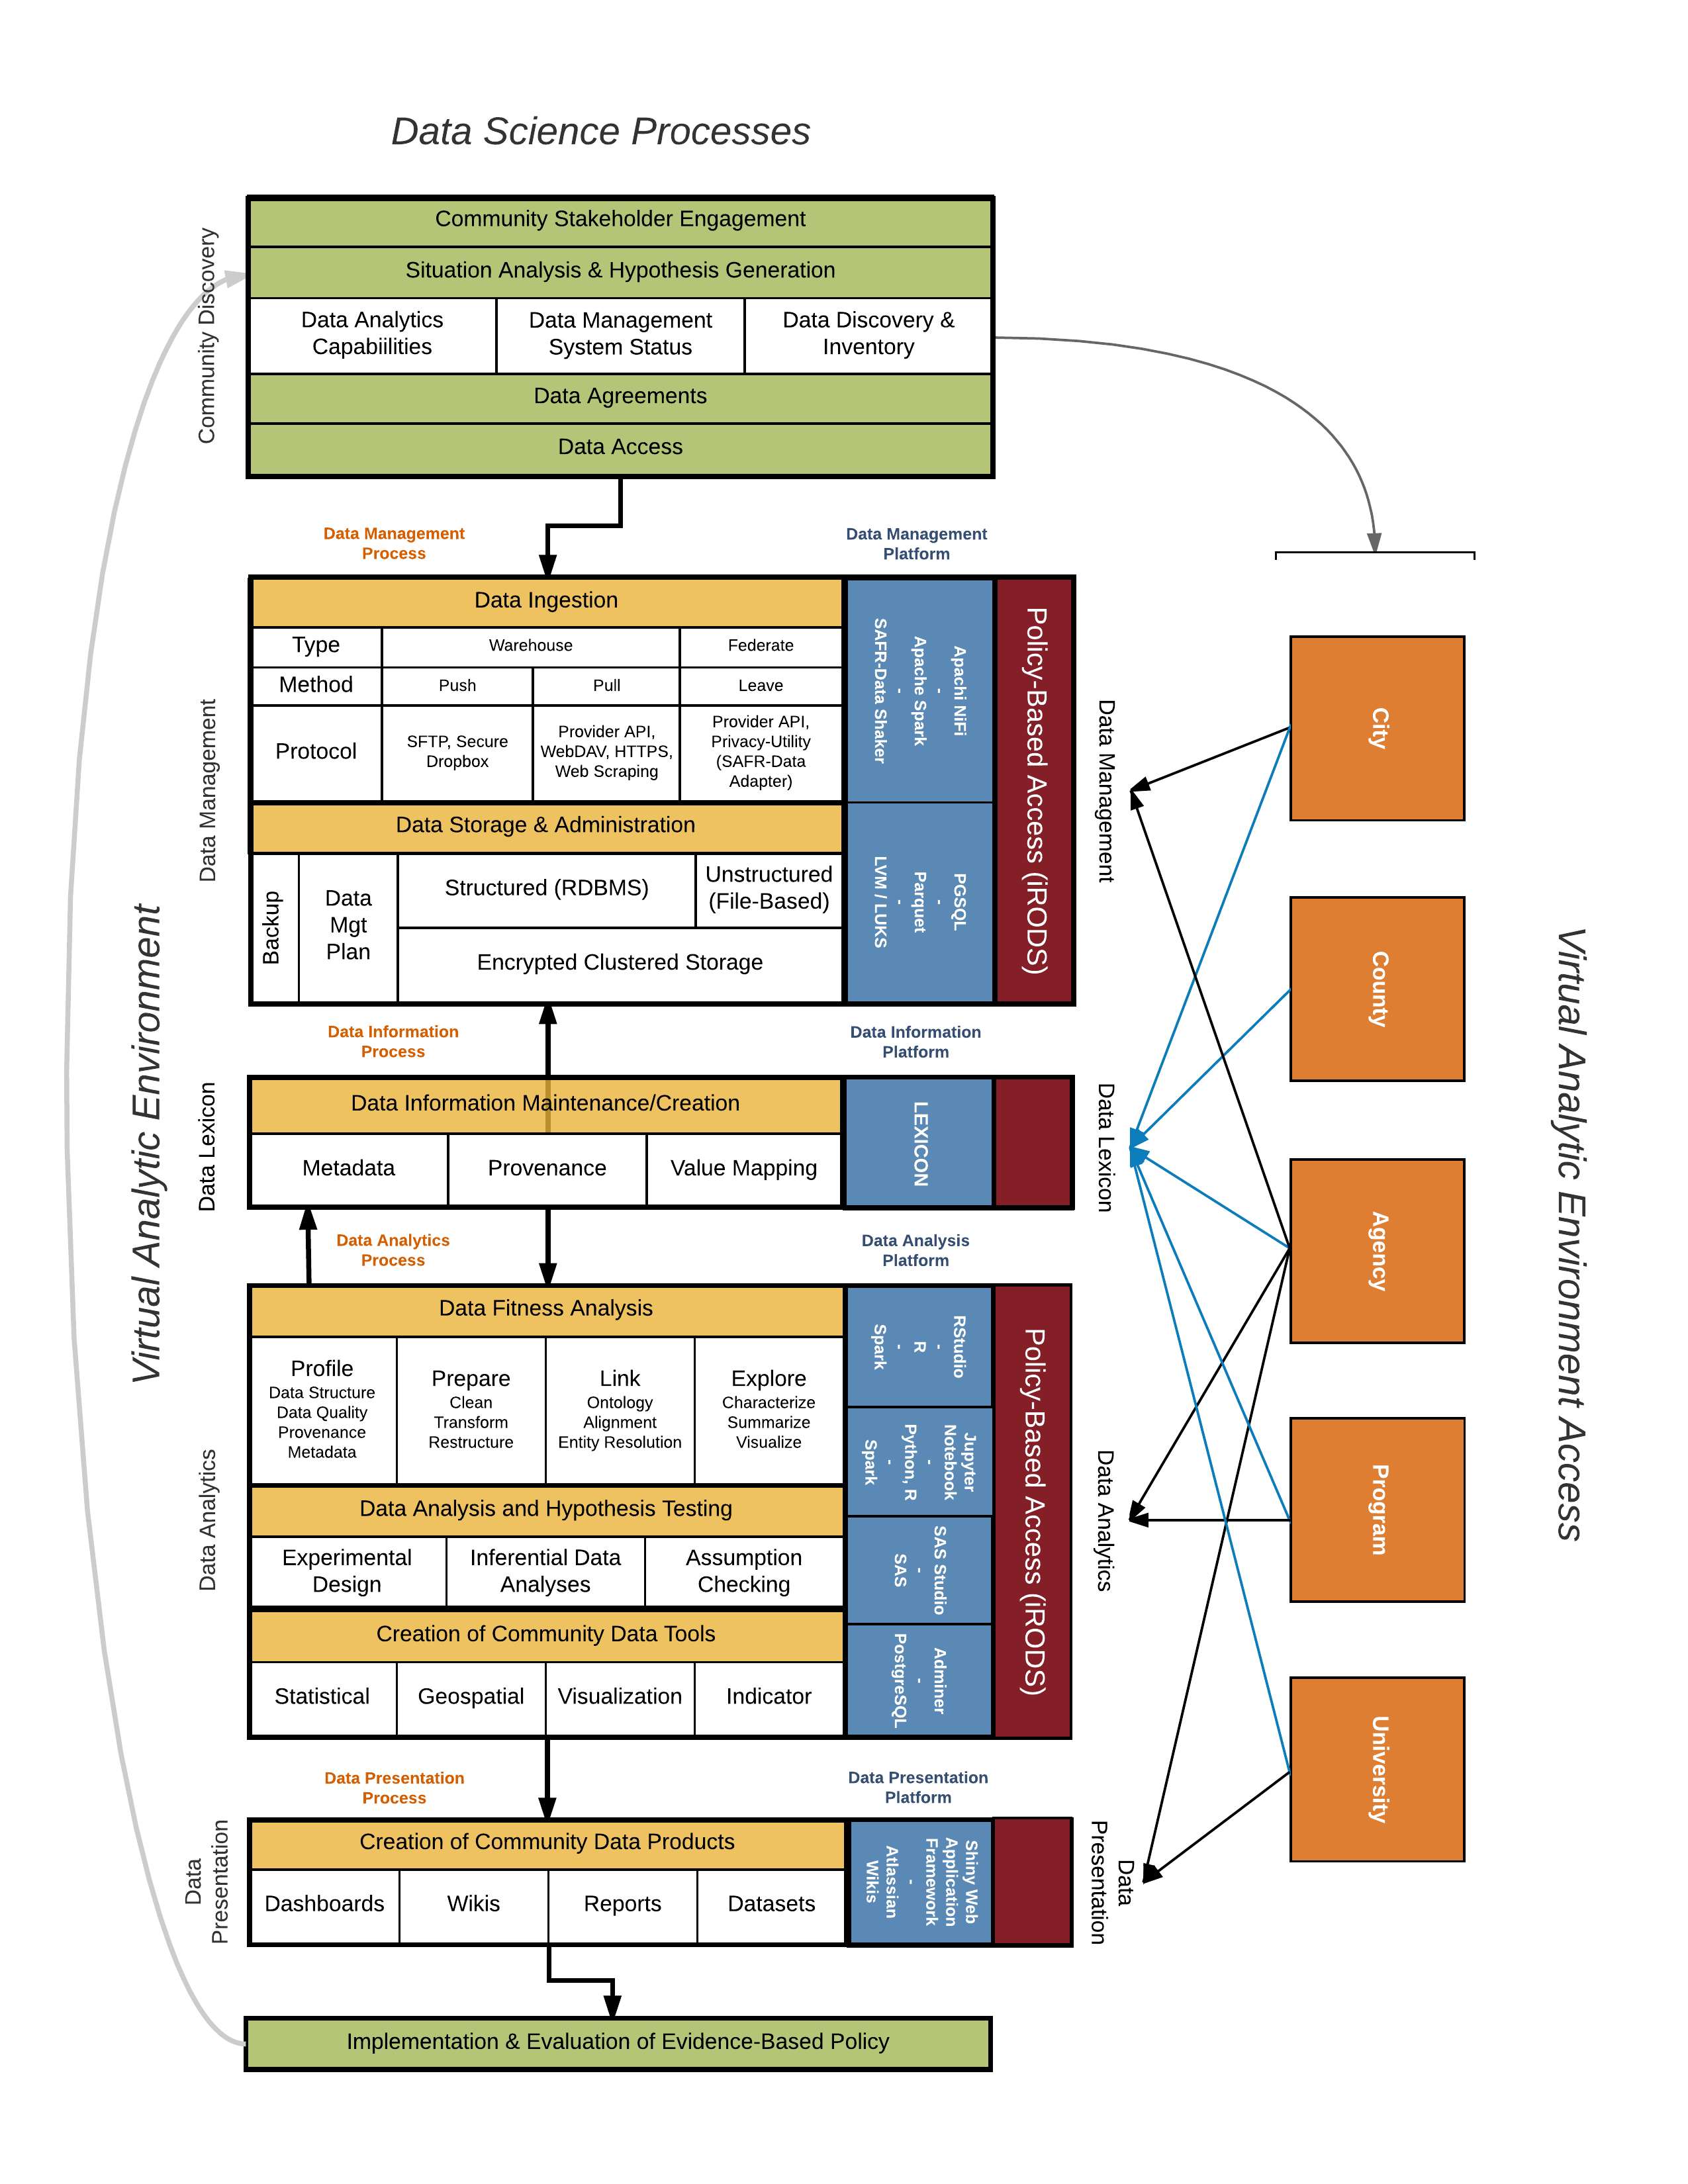 Data Science Processes
Community Discovery
Community Stakeholder Engagement
Situation Analysis & Hypothesis Generation
Data Analytics
Capabiilities
Data Management
System Status
Data Discovery &
Inventory
Data Agreements
Data Access
Virtual Analytic Environment
Data Management
Process
Data Management
Platform
Data Management
Data Ingestion
Type
Warehouse
Federate
Method
Push
Pull
Leave
Protocol
SFTP, Secure
Dropbox
Provider API,
WebDAV, HTTPS,
Web Scraping
Provider API,
Privacy-Utility
(SAFR-Data
Adapter)
Data Storage & Administration
Backup
Data
Mgt
Plan
Structured (RDBMS)
Unstructured
(File-Based)
Encrypted Clustered Storage
Apachi NiFi
-
Apache Spark
-
SAFR-Data Shaker
PGSQL
-
Parquet
-
LVM / LUKS
Policy-Based Access (iRODS)
Data Management
Data Information
Process
Data Information
Platform
Data Lexicon
Data Information Maintenance/Creation
Metadata
Provenance
Value Mapping
LEXICON
Data Lexicon
Data Analytics
Process
Data Analysis
Platform
Data Analytics
Data Fitness Analysis
Profile
Data Structure
Data Quality
Provenance
Metadata
Prepare
Clean
Transform
Restructure
Link
Ontology
Alignment
Entity Resolution
Explore
Characterize
Summarize
Visualize
Data Analysis and Hypothesis Testing
Experimental
Design
Inferential Data
Analyses
Assumption
Checking
Creation of Community Data Tools
Statistical
Geospatial
Visualization
Indicator
RStudio
-
R
-
Spark
Jupyter
Notebook
-
Python, R
-
Spark
SAS Studio
-
SAS
Adminer
-
PostgreSQL
Policy-Based Access (iRODS)
Data Analytics
Data Presentation
Process
Data Presentation
Platform
Data
Presentation
Creation of Community Data Products
Dashboards
Wikis
Reports
Datasets
Shiny Web
Application
Framework
-
Atlassian
Wikis
Data
Presentation
Implementation & Evaluation of Evidence-Based Policy
City
County
Agency
Program
University
Virtual Analytic Environment Access